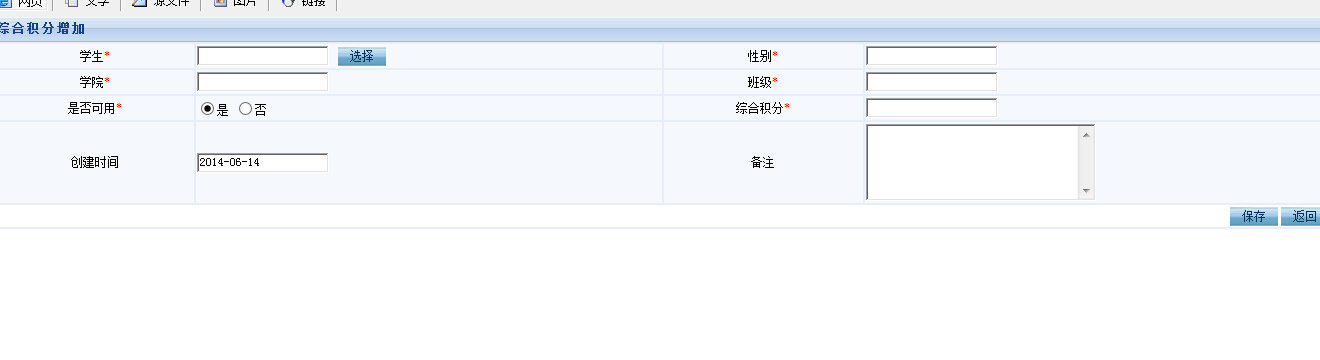 网页 文字 源文件 图片 链接
综合积分增加
学生* 选择 性别*
学院* 班级*
是否可用* 是 否 综合积分*
创建时间 2014-06-14 备注
保存 返回